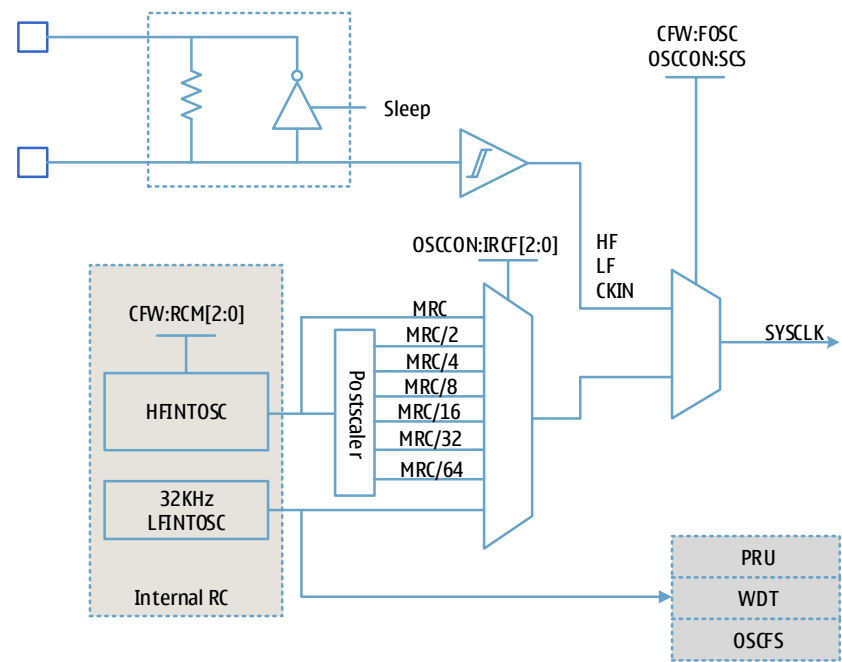 CFW:FOSC
OSCCON:SCS
Sleep
OSCCON:IRCF[2:0]
HF
LF
CKIN
CFW:RCM[2:0]
MRC
MRC/2
MRC/4
MRC/8
MRC/16
MRC/32
MRC/64
Postscaler
SYSCLK
HFINTOSC
32KHz
LFINTOSC
Internal RC
PRU
WDT
OSCFS